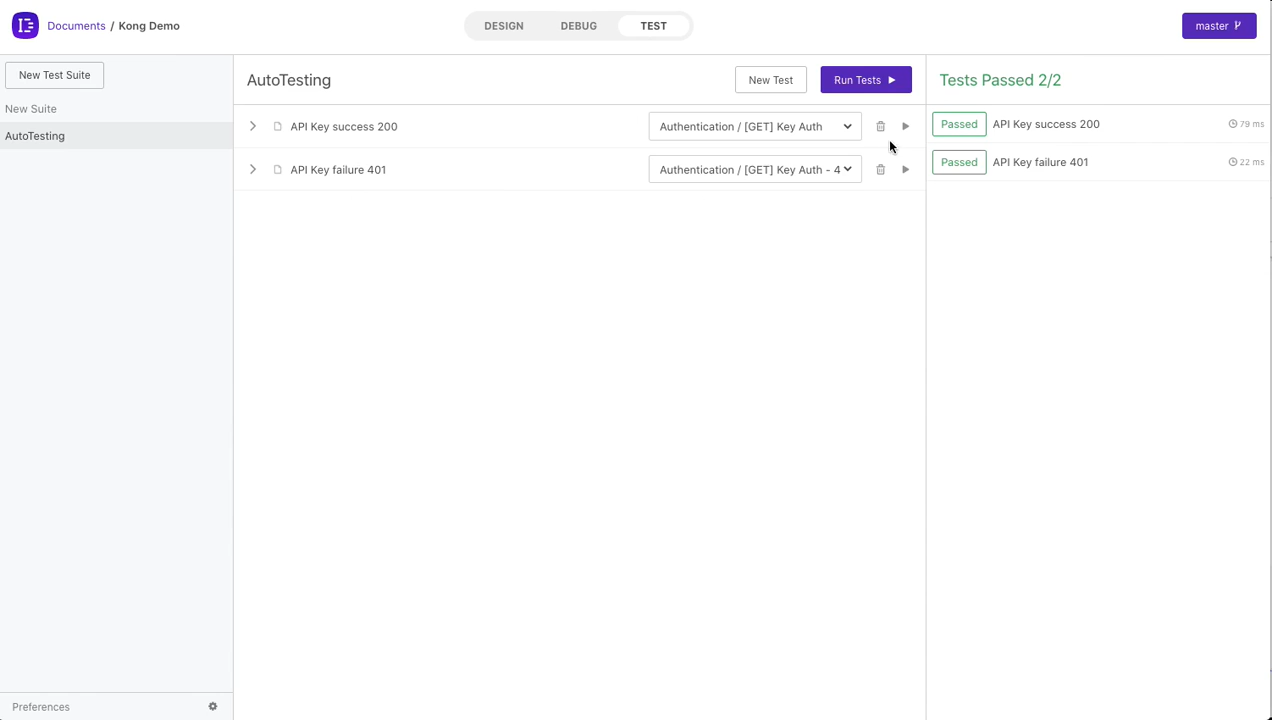 Documents / Kong Demo
DESIGN DEBUG TEST
master
New Test Suite
New Suite
AutoTesting
Preferences
AutoTesting
New Test
Run Tests
API Key success 200
Authentication / [GET] Key Auth
API Key failure 401
Authentication / [GET] Key Auth - 4
Tests Passed 2/2
Passed API Key success 200 79 ms
Passed API Key failure 401 22 ms